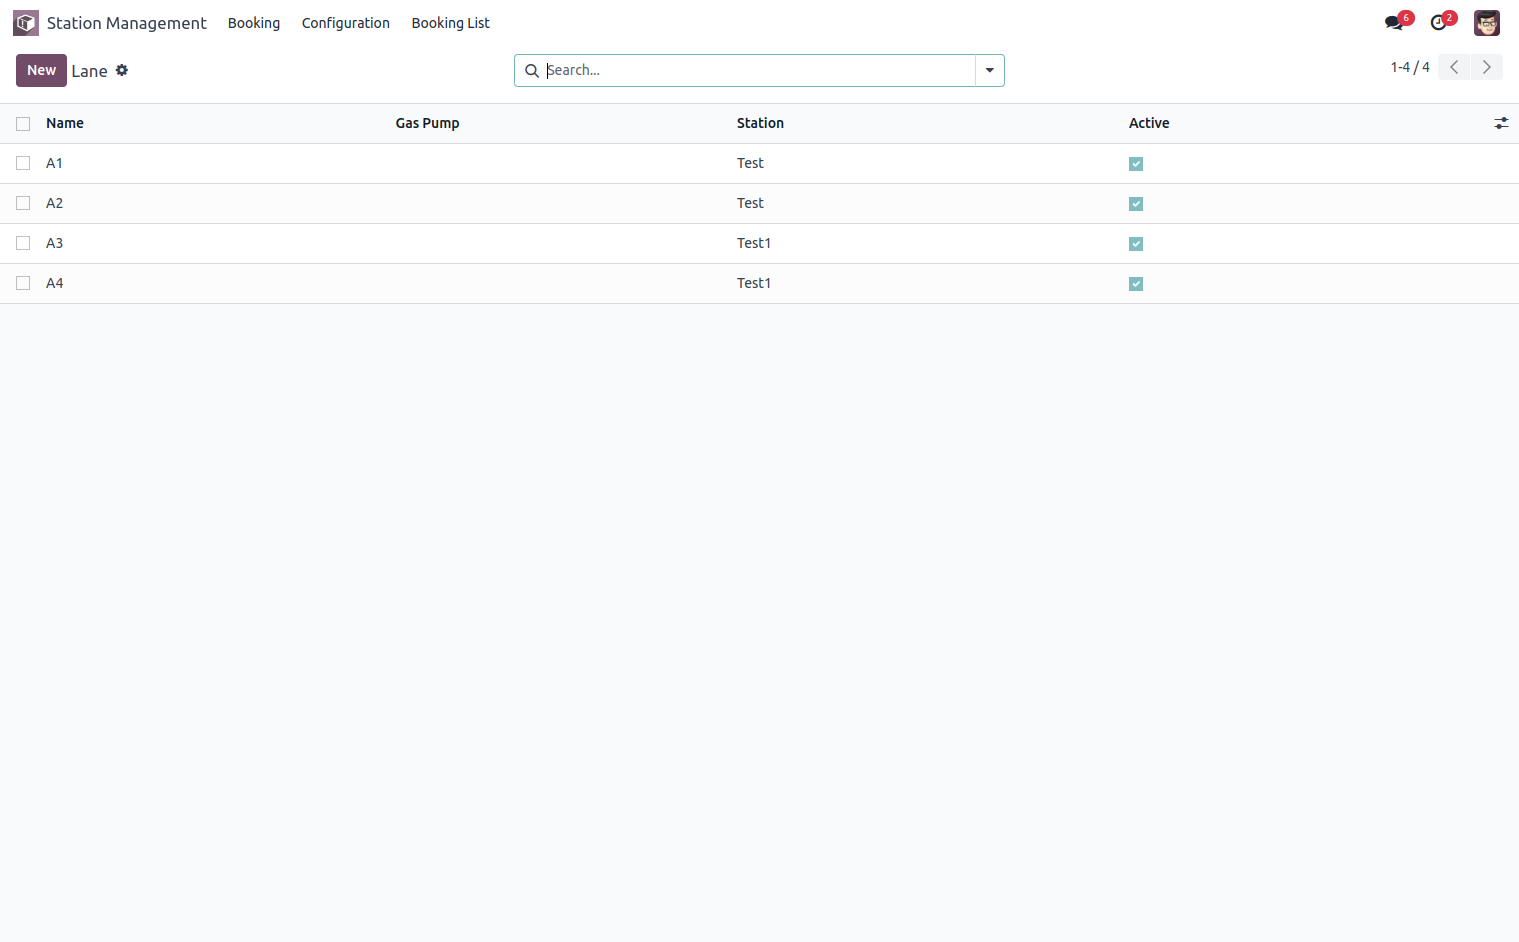 Station Management Booking Configuration Booking List 6 2
New Lane Search... 1-4 / 4
Name Gas Pump Station Active
A1 Test
A2 Test
A3 Test1
A4 Test1